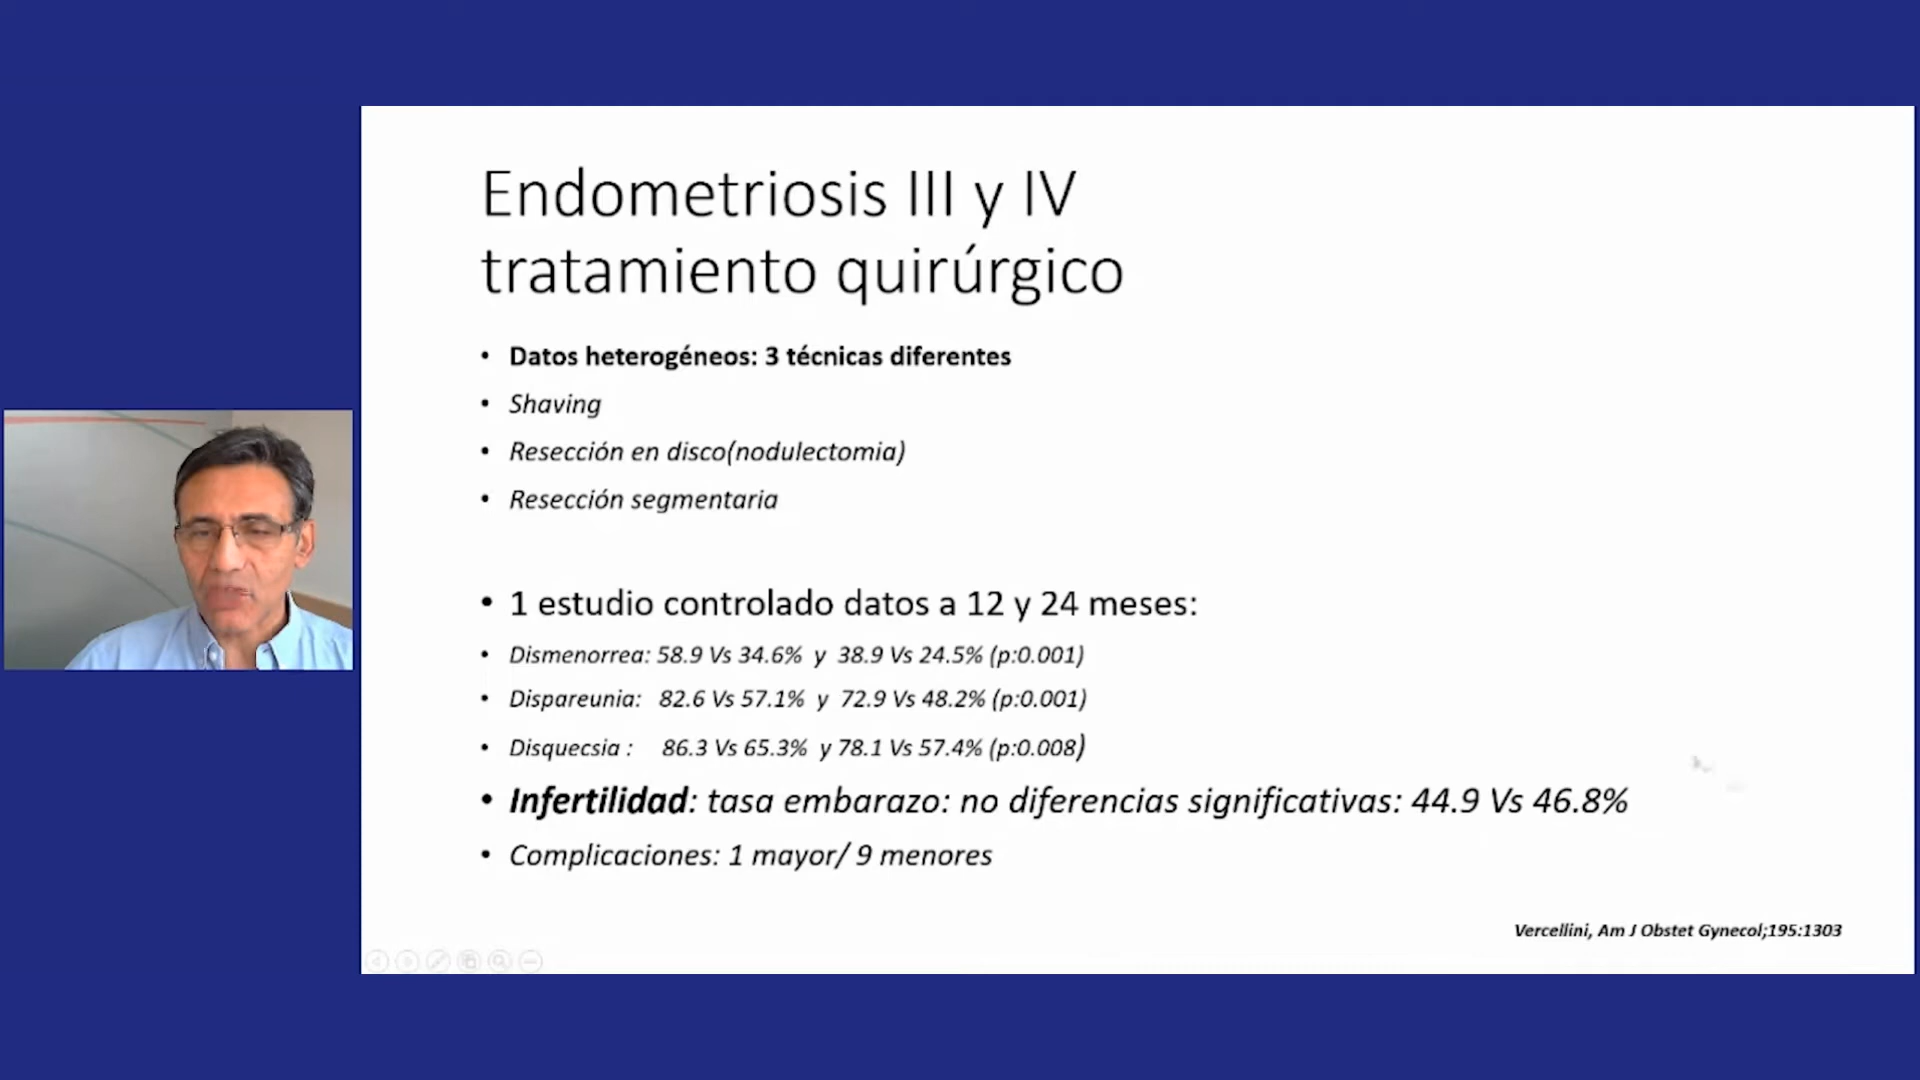 Endometriosis III y IV
tratamiento quirúrgico
• Datos heterogéneos: 3 técnicas diferentes
• Shaving
• Resección en disco(nodulectomia)
• Resección segmentaria
• 1 estudio controlado datos a 12 y 24 meses:
• Dismenorrea: 58.9 Vs 34.6% y 38.9 Vs 24.5% (p:0.001)
• Dispareunia: 82.6 Vs 57.1% y 72.9 Vs 48.2% (p:0.001)
• Disquecsia : 86.3 Vs 65.3% y 78.1 Vs 57.4% (p:0.008)
• Infertilidad: tasa embarazo: no diferencias significativas: 44.9 Vs 46.8%
• Complicaciones: 1 mayor/ 9 menores
Vercellini, Am J Obstet Gynecol;195:1303